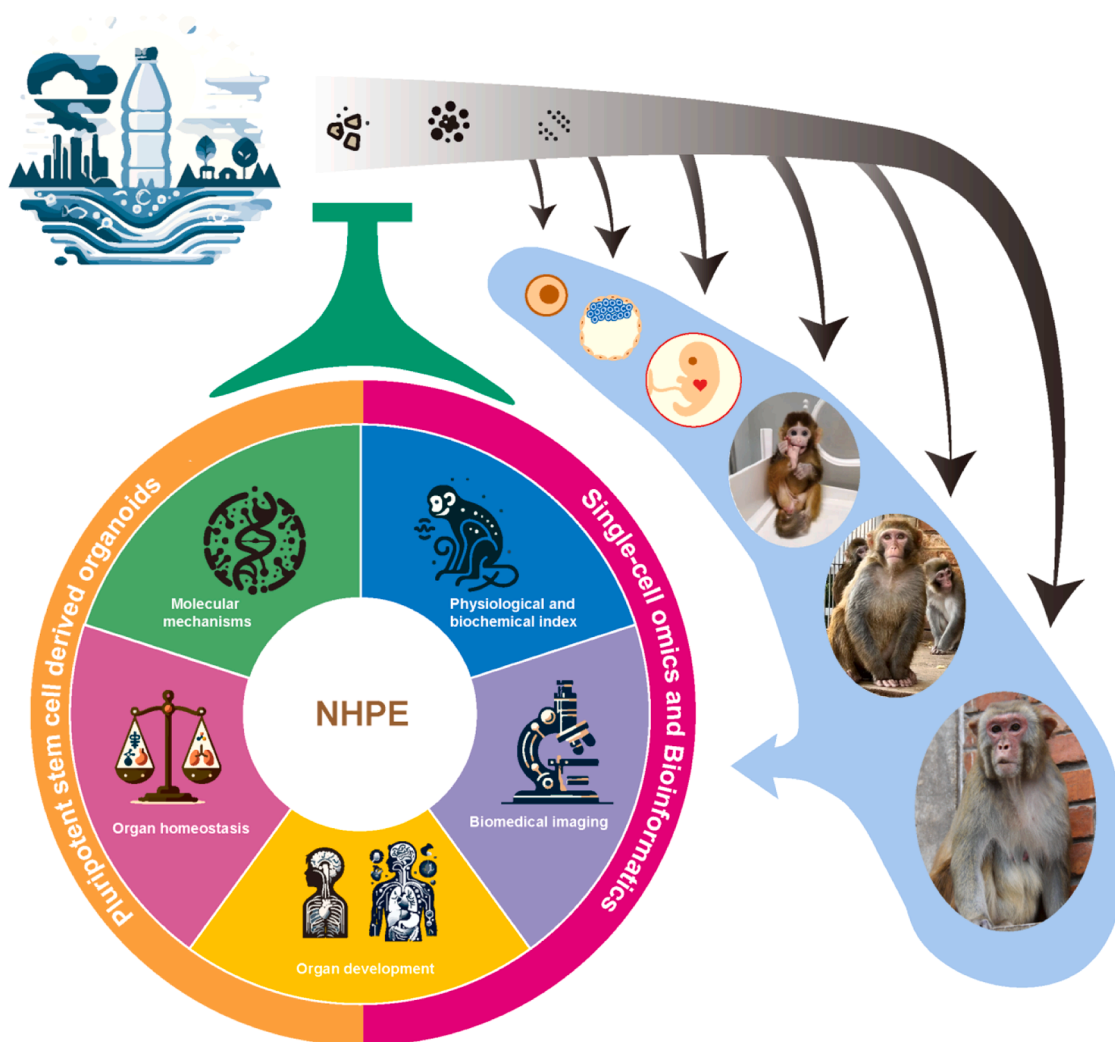 Pluripotent stem cell derived organoids
Single-cell omics and Bioinformatics
Molecular
mechanisms
Physiological and
biochemical index
NHPE
Organ homeostasis
Biomedical imaging
Organ development